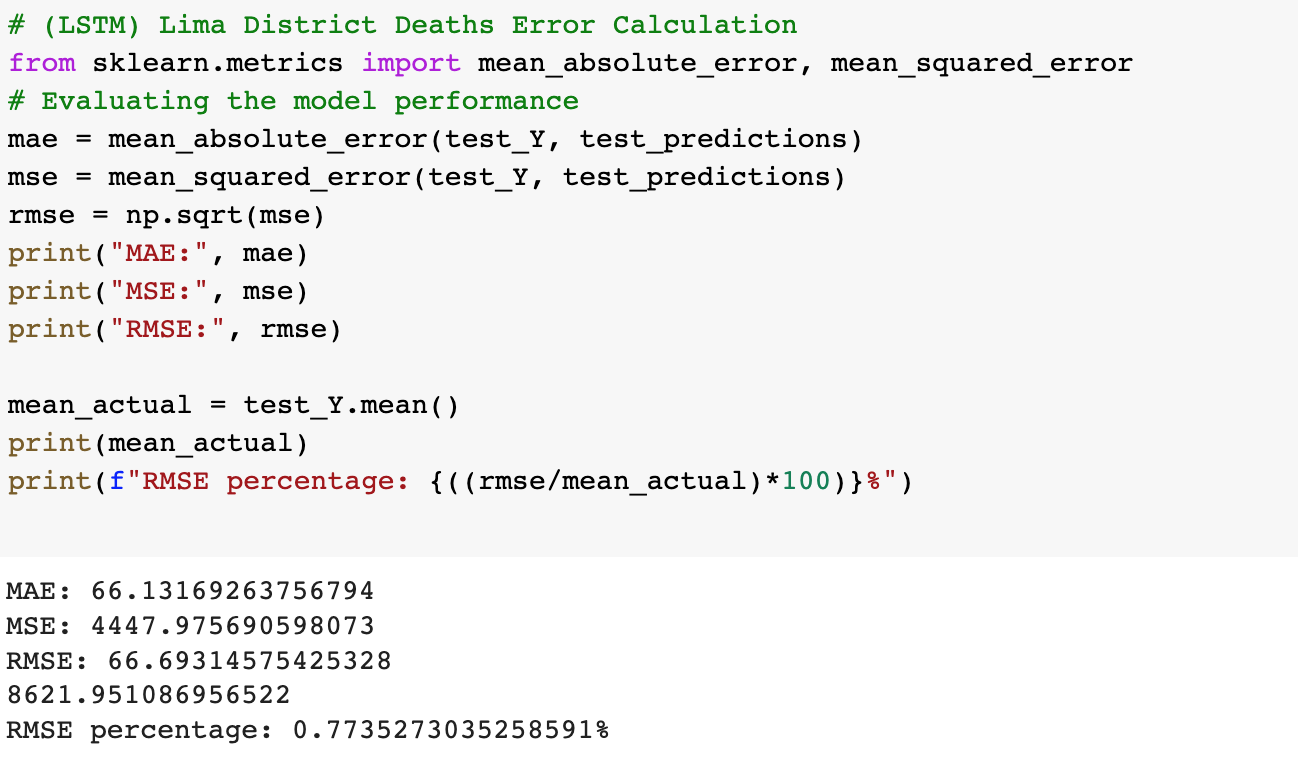 # (LSTM) Lima District Deaths Error Calculation
from sklearn.metrics import mean_absolute_error, mean_squared_error
# Evaluating the model performance
mae = mean_absolute_error(test_Y, test_predictions)
mse = mean_squared_error(test_Y, test_predictions)
rmse = np.sqrt(mse)
print("MAE:", mae)
print("MSE:", mse)
print("RMSE:", rmse)
mean_actual = test_Y.mean()
print(mean_actual)
print(f"RMSE percentage: {((rmse/mean_actual)*100)}%")
MAE: 66.13169263756794
MSE: 4447.975690598073
RMSE: 66.69314575425328
8621.951086956522
RMSE percentage: 0.7735273035258591%